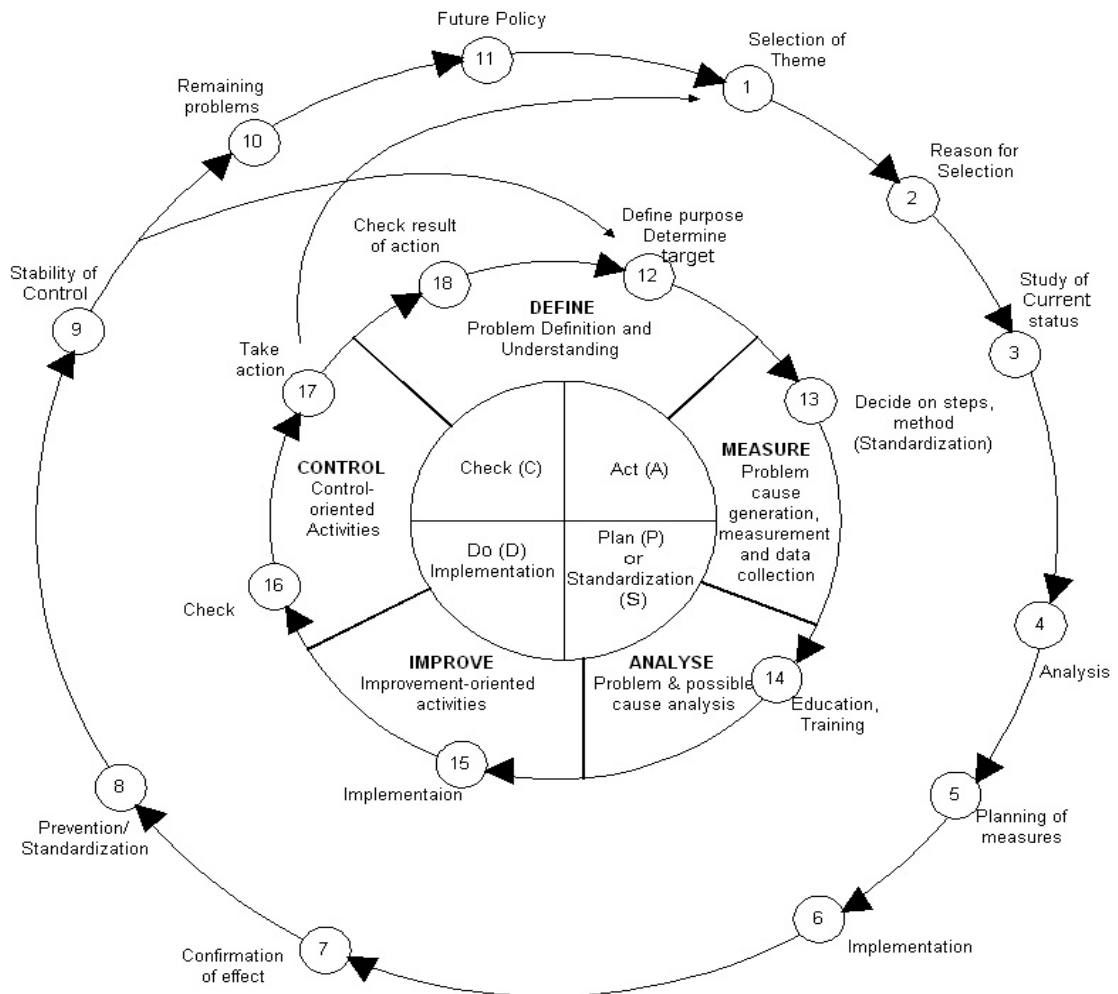 Future Policy
11
Selection of
Theme
1
Remaining
problems
10
Reason for
Selection
2
Check result
of action
18
Define purpose
Determine
target
12
Stability of
Control
9
Study of
Current
status
3
DEFINE
Problem Definition and
Understanding
Take
action
17
13
Decide on steps,
method
(Standardization)
CONTROL
Control-
oriented
Activities
Check (C)
Act (A)
MEASURE
Problem
cause
generation,
measurement
and data
collection
Do (D)
Implementation
Plan (P)
or
Standardization
(S)
16
Check
4
Analysis
IMPROVE
Improvement-oriented
activities
ANALYSE
Problem & possible
cause analysis
14
Education,
Training
15
Implementaion
8
Prevention/
Standardization
5
Planning of
measures
6
Implementation
7
Confirmation
of effect